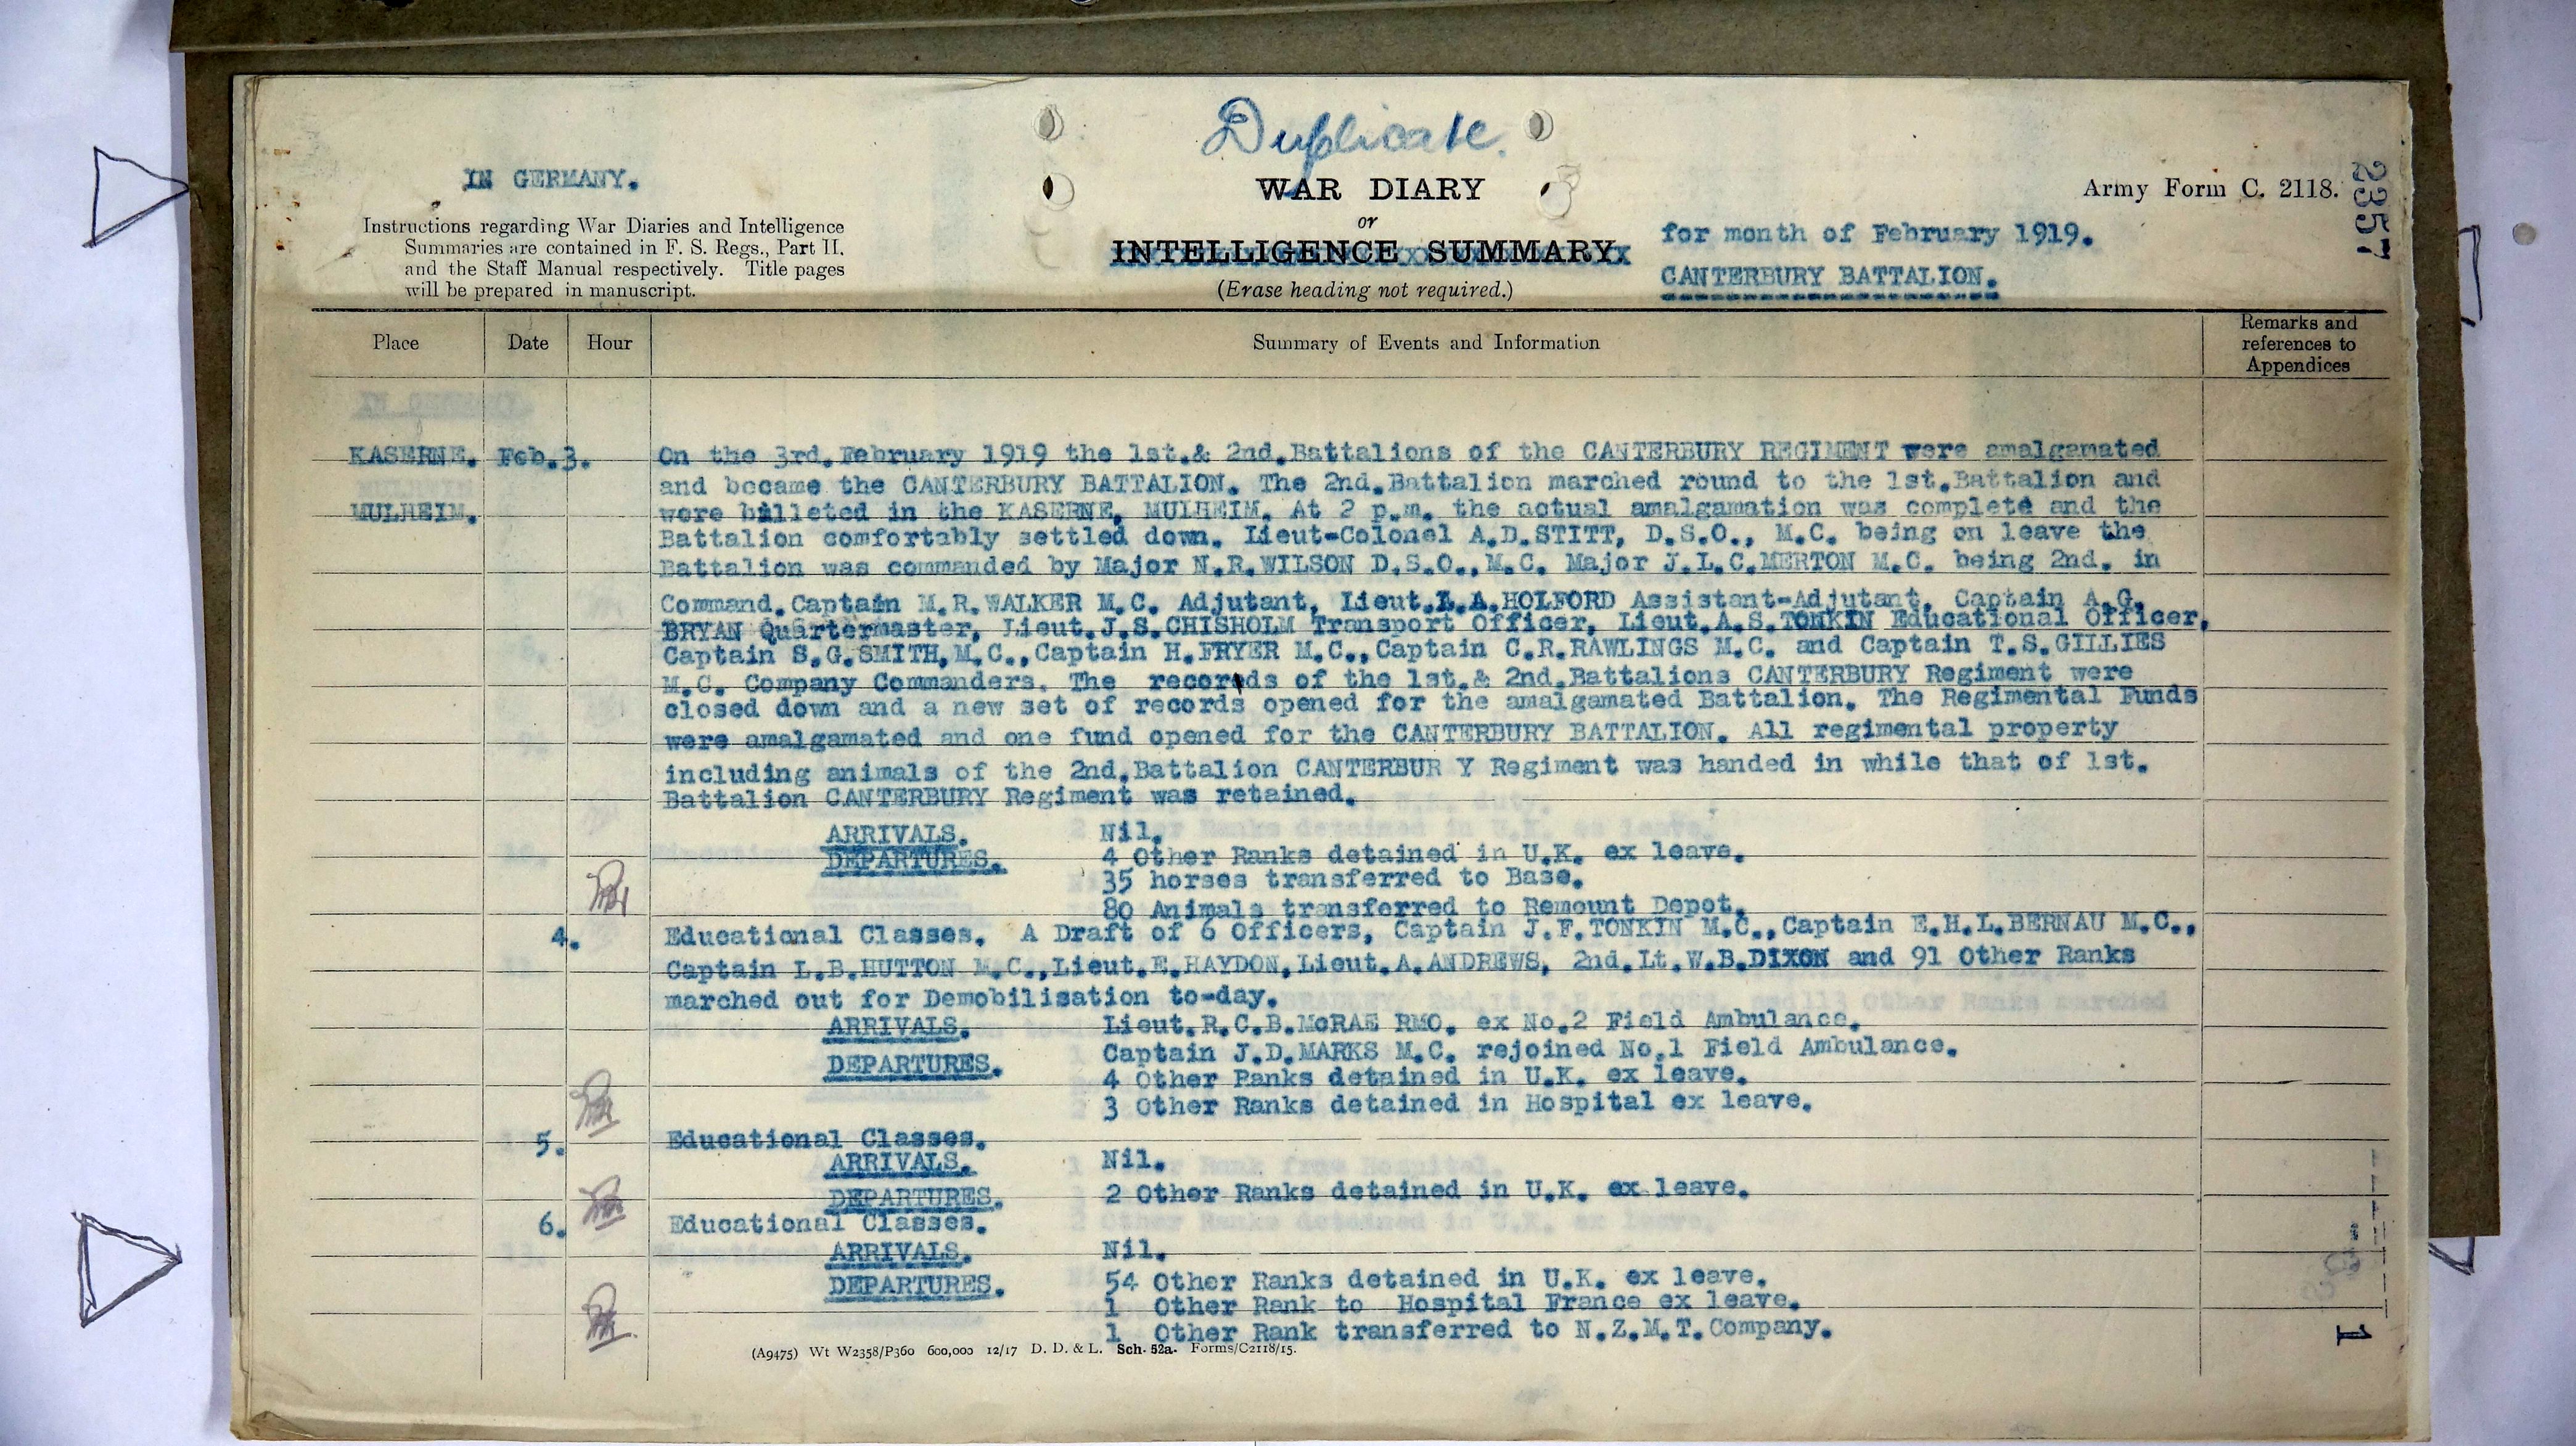 Duplicate.
IN GERMANY.
WAR DIARY
Army Form C. 2118.
2357
Instructions regarding War Diaries and Intelligence
Summaries are contained in F. S. Regs., Part II.
and the Staff Manual respectively. Title pages
will be prepared in manuscript.
or
INTELLIGENCE SUMMARY
(Erase heading not required.)
for month of February 1919.
CANTERBURY BATTALION.
Place Date Hour Summary of Events and Information Remarks and
references to
Appendices
KASERNE. Feb.3. On the 3rd.February 1919 the 1st.& 2nd.Battalions of the CANTERBURY REGIMENT were amalgamated
and became the CANTERBURY BATTALION. The 2nd.Battalion marched round to the 1st.Battalion and
MULHEIM. were billeted in the KASERNE, MULHEIM. At 2 p.m. the actual amalgamation was complete and the
Battalion comfortably settled down. Lieut-Colonel A.D.STITT, D.S.O., M.C. being on leave the
Battalion was commanded by Major N.R.WILSON D.S.O.,M.C. Major J.L.C.MERTON M.C. being 2nd. in
Command.Captain M.R.WALKER M.C. Adjutant, Lieut.L.A.HOLFORD Assistant-Adjutant, Captain A.G.
BRYAN Quartermaster, Lieut.J.S.CHISHOLM Transport Officer, Lieut.A.S.TONKIN Educational Officer,
Captain S.G.SMITH,M.C.,Captain H.FRYER M.C.,Captain C.R.RAWLINGS M.C. and Captain T.S.GILLIES
M.C. Company Commanders. The records of the 1st.& 2nd.Battalions CANTERBURY Regiment were
closed down and a new set of records opened for the amalgamated Battalion. The Regimental Funds
were amalgamated and one fund opened for the CANTERBURY BATTALION. All regimental property
including animals of the 2nd.Battalion CANTERBUR Y Regiment was handed in while that of 1st.
Battalion CANTERBURY Regiment was retained.
ARRIVALS. Nil.
DEPARTURES. 4 Other Ranks detained in U.K. ex leave.
35 horses transferred to Base.
80 Animals transferred to Remount Depot.
4. Educational Classes. A Draft of 6 Officers, Captain J.F.TONKIN M.C.,Captain E.H.L.BERNAU M.C.,
Captain L.B.HUTTON M.C.,Lieut.E.HAYDON,Lieut.A.ANDREWS, 2nd.Lt.W.B.DIXON and 91 Other Ranks
marched out for Demobilisation to-day.
ARRIVALS. Lieut.R.C.B.McRAE RMO. ex No.2 Field Ambulance.
DEPARTURES. Captain J.D.MARKS M.C. rejoined No.1 Field Ambulance.
4 Other Ranks detained in U.K. ex leave.
3 Other Ranks detained in Hospital ex leave.
5. Educational Classes.
ARRIVALS. Nil.
DEPARTURES. 2 Other Ranks detained in U.K. ex leave.
6. Educational Classes.
ARRIVALS. Nil.
DEPARTURES. 54 Other Ranks detained in U.K. ex leave.
1 Other Rank to Hospital France ex leave.
1 Other Rank transferred to N.Z.M.T.Company.
1
(A9475) Wt W2358/P360 600,000 12/17 D. D. & L. Sch. 52a. Forms/C2118/15.